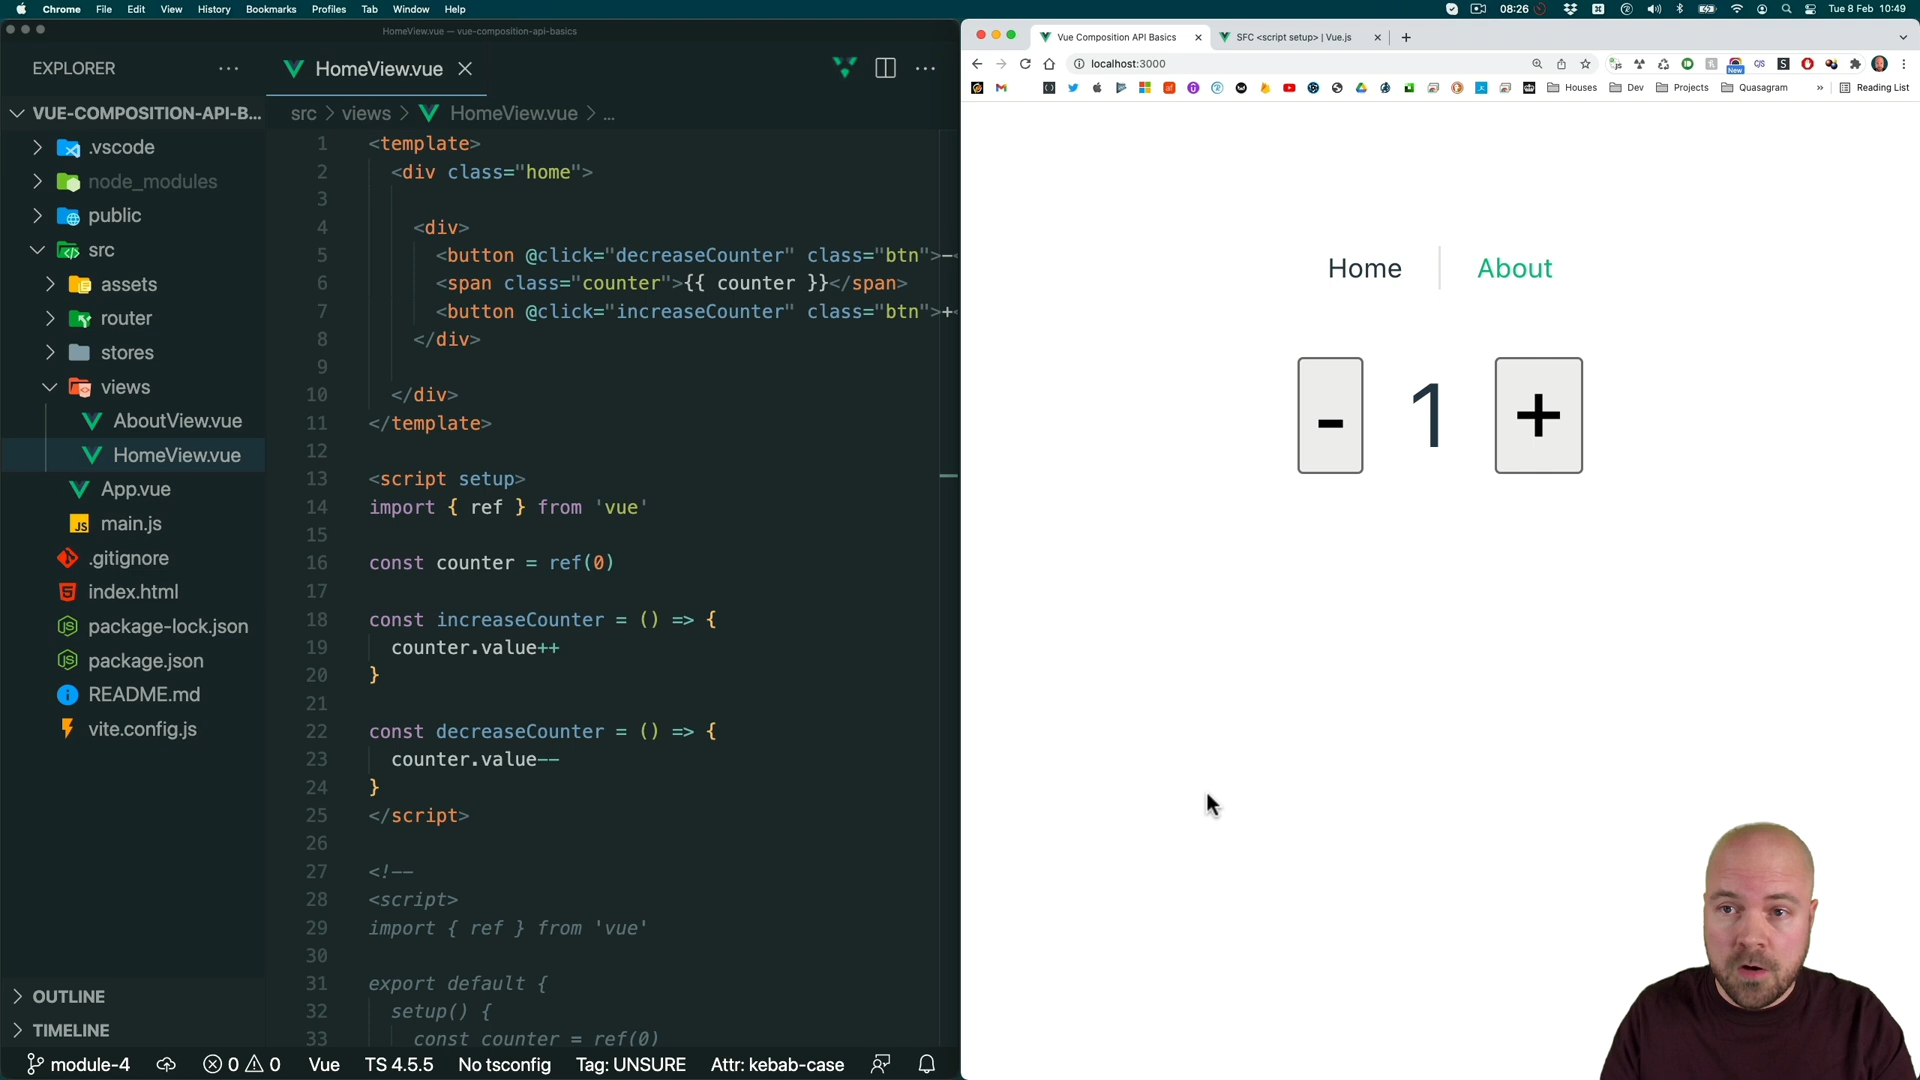 Chrome File Edit View History Bookmarks Profiles Tab Window Help
08:26
Tue 8 Feb 10:49
HomeView.vue — vue-composition-api-basics
EXPLORER
HomeView.vue
VUE-COMPOSITION-API-B...
src > views > HomeView.vue > ...
.vscode
node_modules
public
src
assets
router
stores
views
AboutView.vue
HomeView.vue
App.vue
main.js
.gitignore
index.html
package-lock.json
package.json
README.md
vite.config.js
OUTLINE
TIMELINE
1 <template>
2 <div class="home">
3
4 <div>
5 <button @click="decreaseCounter" class="btn">-<
6 <span class="counter">{{ counter }}</span>
7 <button @click="increaseCounter" class="btn">+<
8 </div>
9
10 </div>
11 </template>
12
13 <script setup>
14 import { ref } from 'vue'
15
16 const counter = ref(0)
17
18 const increaseCounter = () => {
19 counter.value++
20 }
21
22 const decreaseCounter = () => {
23 counter.value--
24 }
25 </script>
26
27 <!--
28 <script>
29 import { ref } from 'vue'
30
31 export default {
32 setup() {
33 const counter = ref(0)
module-4 0 0 Vue TS 4.5.5 No tsconfig Tag: UNSURE Attr: kebab-case
Vue Composition API Basics
SFC <script setup> | Vue.js
localhost:3000
New
Houses Dev Projects Quasagram » Reading List
Home About
- 1 +